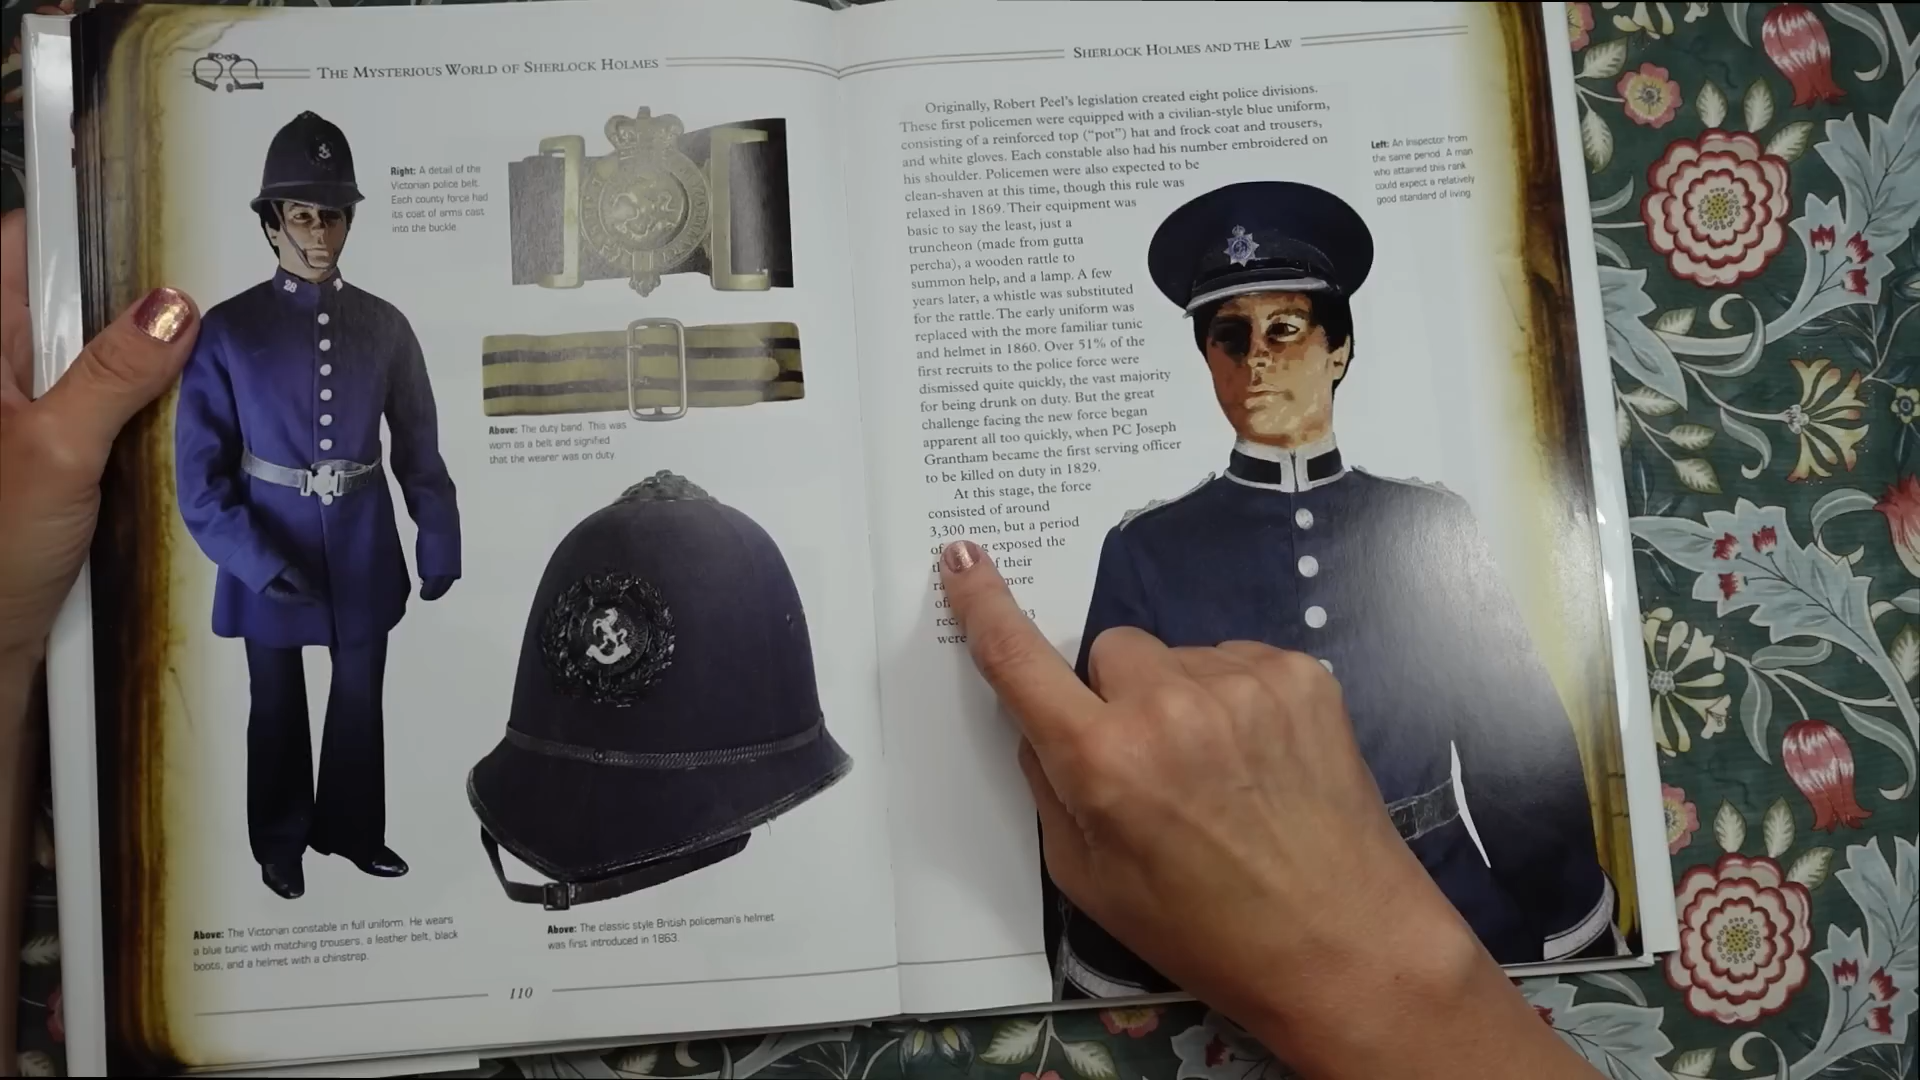 THE MYSTERIOUS WORLD OF SHERLOCK HOLMES
Right: A detail of the
Victorian police belt.
Each county force had
its coat of arms cast
into the buckle.
28
Above: The duty band. This was
worn as a belt and signified
that the wearer was on duty.
Above: The Victorian constable in full uniform. He wears
a blue tunic with matching trousers, a leather belt, black
boots, and a helmet with a chinstrap.
Above: The classic style British policeman's helmet
was first introduced in 1863.
110
SHERLOCK HOLMES AND THE LAW
Originally, Robert Peel's legislation created eight police divisions.
These first policemen were equipped with a civilian-style blue uniform,
consisting of a reinforced top ("pot") hat and frock coat and trousers,
and white gloves. Each constable also had his number embroidered on
his shoulder. Policemen were also expected to be
clean-shaven at this time, though this rule was
relaxed in 1869. Their equipment was
basic to say the least, just a
truncheon (made from gutta
percha), a wooden rattle to
summon help, and a lamp. A few
years later, a whistle was substituted
for the rattle. The early uniform was
replaced with the more familiar tunic
and helmet in 1860. Over 51% of the
first recruits to the police force were
dismissed quite quickly, the vast majority
for being drunk on duty. But the great
challenge facing the new force began
apparent all too quickly, when PC Joseph
Grantham became the first serving officer
to be killed on duty in 1829.
At this stage, the force
consisted of around
3,300 men, but a period
of exposed the
their
more
were
Left: An Inspector from
the same period. A man
who attained this rank
could expect a relatively
good standard of living.